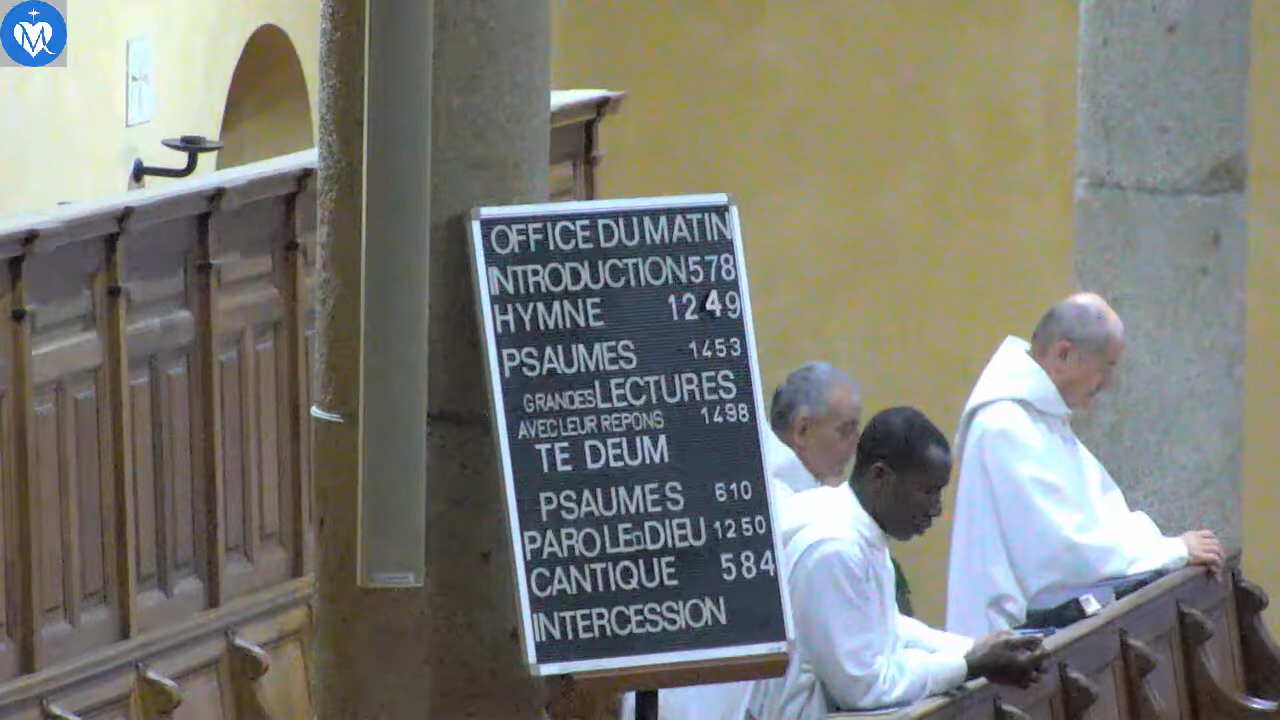 OFFICE DU MATIN
INTRODUCTION 578
HYMNE 1249
PSAUMES 1453
GRANDES LECTURES
AVEC LEUR REPONS 1498
TE DEUM
PSAUMES 610
PAROLE DE DIEU 1250
CANTIQUE 584
INTERCESSION